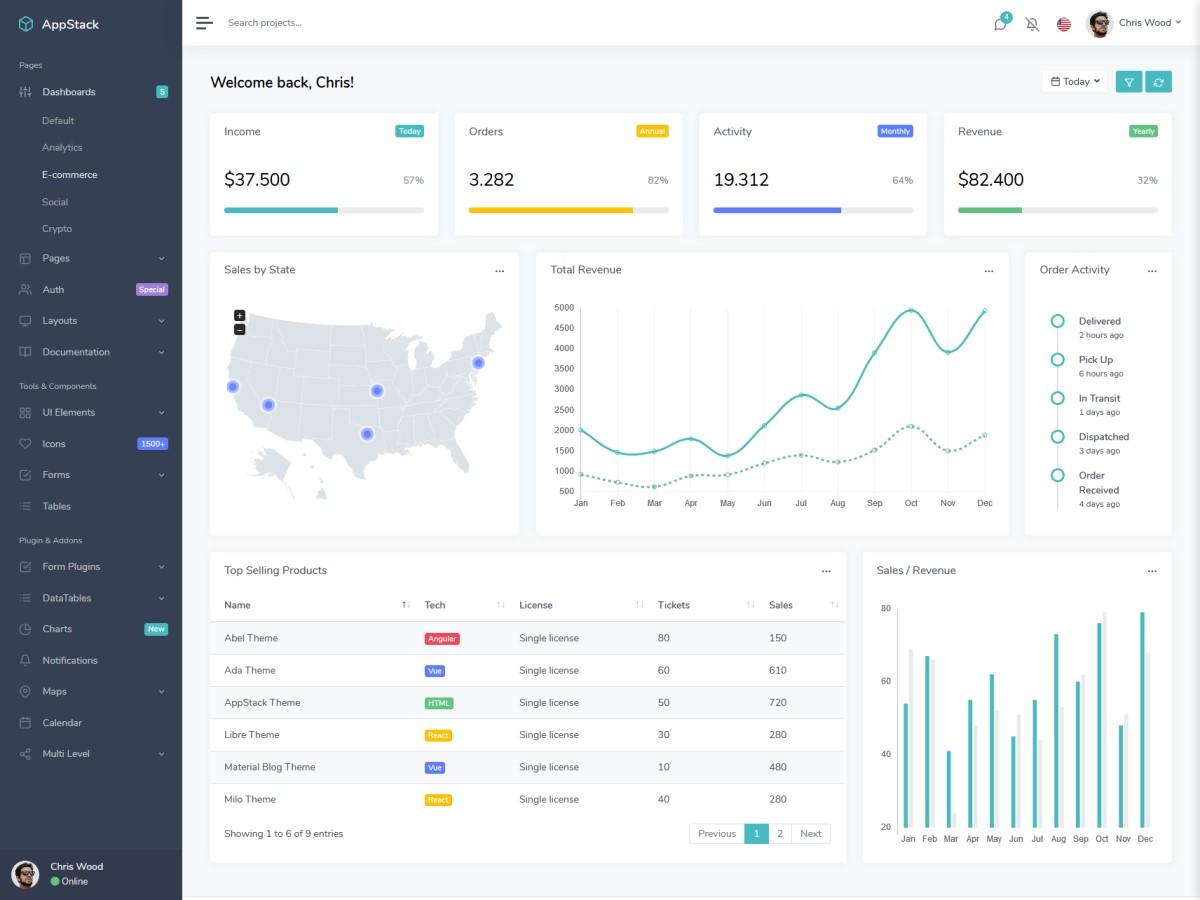 AppStack
Pages
Dashboards 5
Default
Analytics
E-commerce
Social
Crypto
Pages
Auth Special
Layouts
Documentation
Tools & Components
UI Elements
Icons 1500+
Forms
Tables
Plugin & Addons
Form Plugins
DataTables
Charts New
Notifications
Maps
Calendar
Multi Level
Chris Wood
Online
Search projects...
4
Chris Wood
Welcome back, Chris!
Today
Income Today
$37.500 57%
Orders Annual
3.282 82%
Activity Monthly
19.312 64%
Revenue Yearly
$82.400 32%
Sales by State ...
+
−
Total Revenue ...
5000
4500
4000
3500
3000
2500
2000
1500
1000
500
Jan Feb Mar Apr May Jun Jul Aug Sep Oct Nov Dec
Order Activity ...
Delivered
2 hours ago
Pick Up
6 hours ago
In Transit
1 days ago
Dispatched
3 days ago
Order
Received
4 days ago
Top Selling Products ...
Name Tech License Tickets Sales
Abel Theme Angular Single license 80 150
Ada Theme Vue Single license 60 610
AppStack Theme HTML Single license 50 720
Libre Theme React Single license 30 280
Material Blog Theme Vue Single license 10 480
Milo Theme React Single license 40 280
Showing 1 to 6 of 9 entries
Previous 1 2 Next
Sales / Revenue ...
80
60
40
20
Jan Feb Mar Apr May Jun Jul Aug Sep Oct Nov Dec